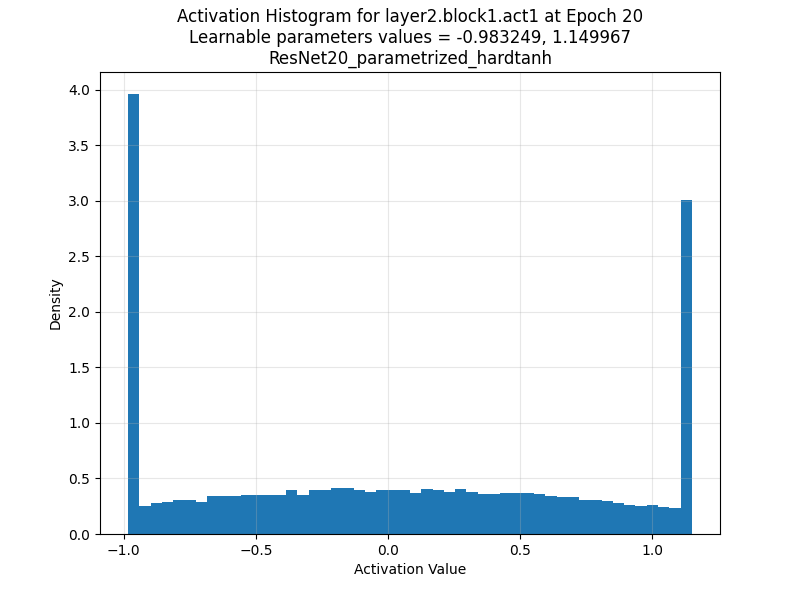 Activation Histogram for layer2.block1.act1 at Epoch 20
Learnable parameters values = -0.983249, 1.149967
ResNet20_parametrized_hardtanh
4.0
3.5
3.0
2.5
2.0
1.5
1.0
0.5
0.0
Density
−1.0 −0.5 0.0 0.5 1.0
Activation Value